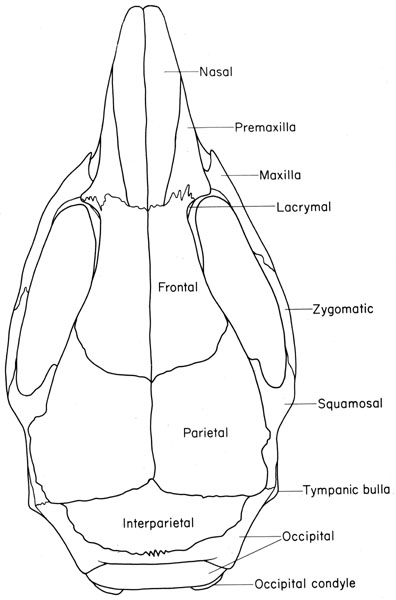 Nasal
Premaxilla
Maxilla
Lacrymal
Frontal
Zygomatic
Squamosal
Parietal
Tympanic bulla
Interparietal
Occipital
Occipital condyle